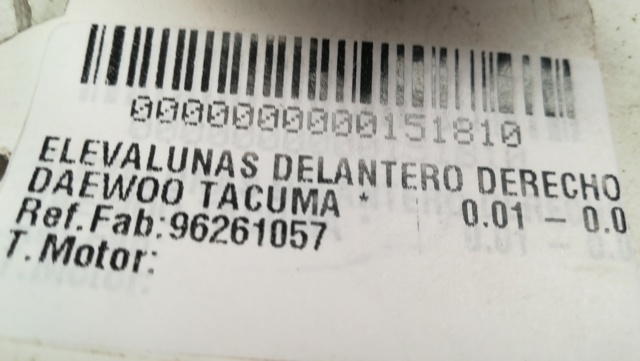 0000000000151810
ELEVALUNAS DELANTERO DERECHO
DAEWOO TACUMA * 0.01 - 0.0
Ref.Fab:96261057
T.Motor: